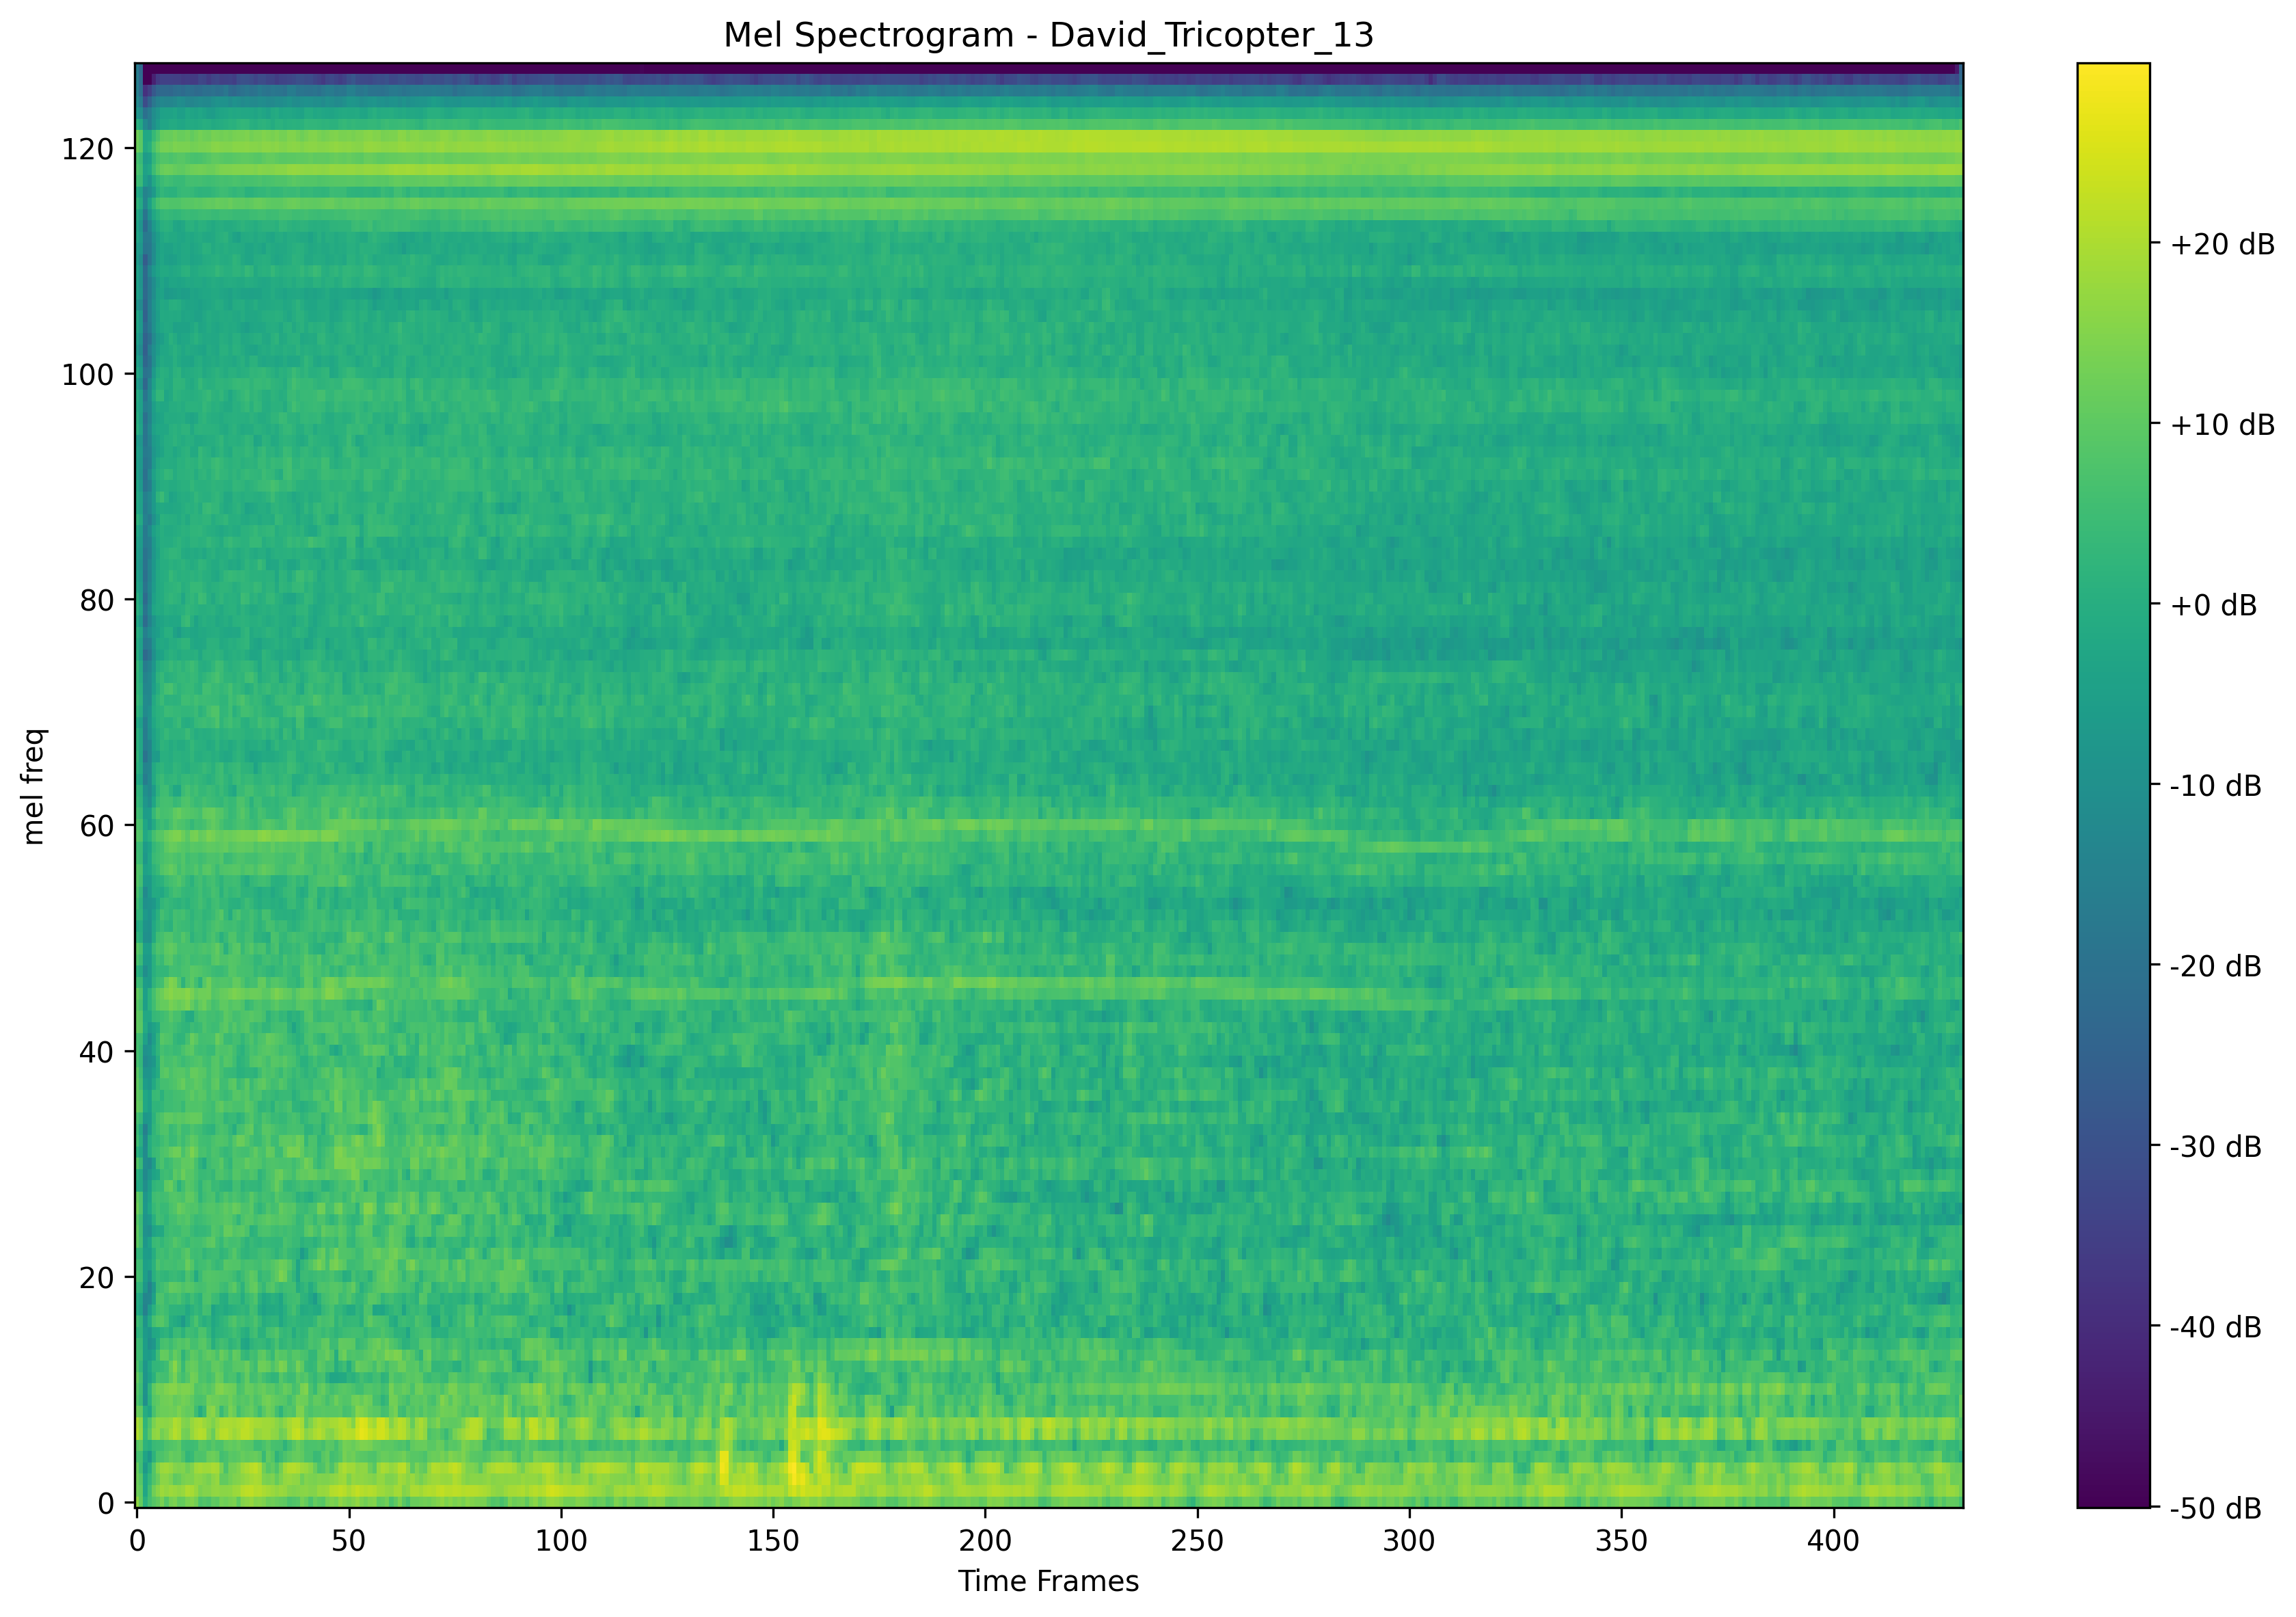 Mel Spectrogram - David_Tricopter_13
mel freq
120
100
80
60
40
20
0
0 50 100 150 200 250 300 350 400
Time Frames
+20 dB
+10 dB
+0 dB
-10 dB
-20 dB
-30 dB
-40 dB
-50 dB